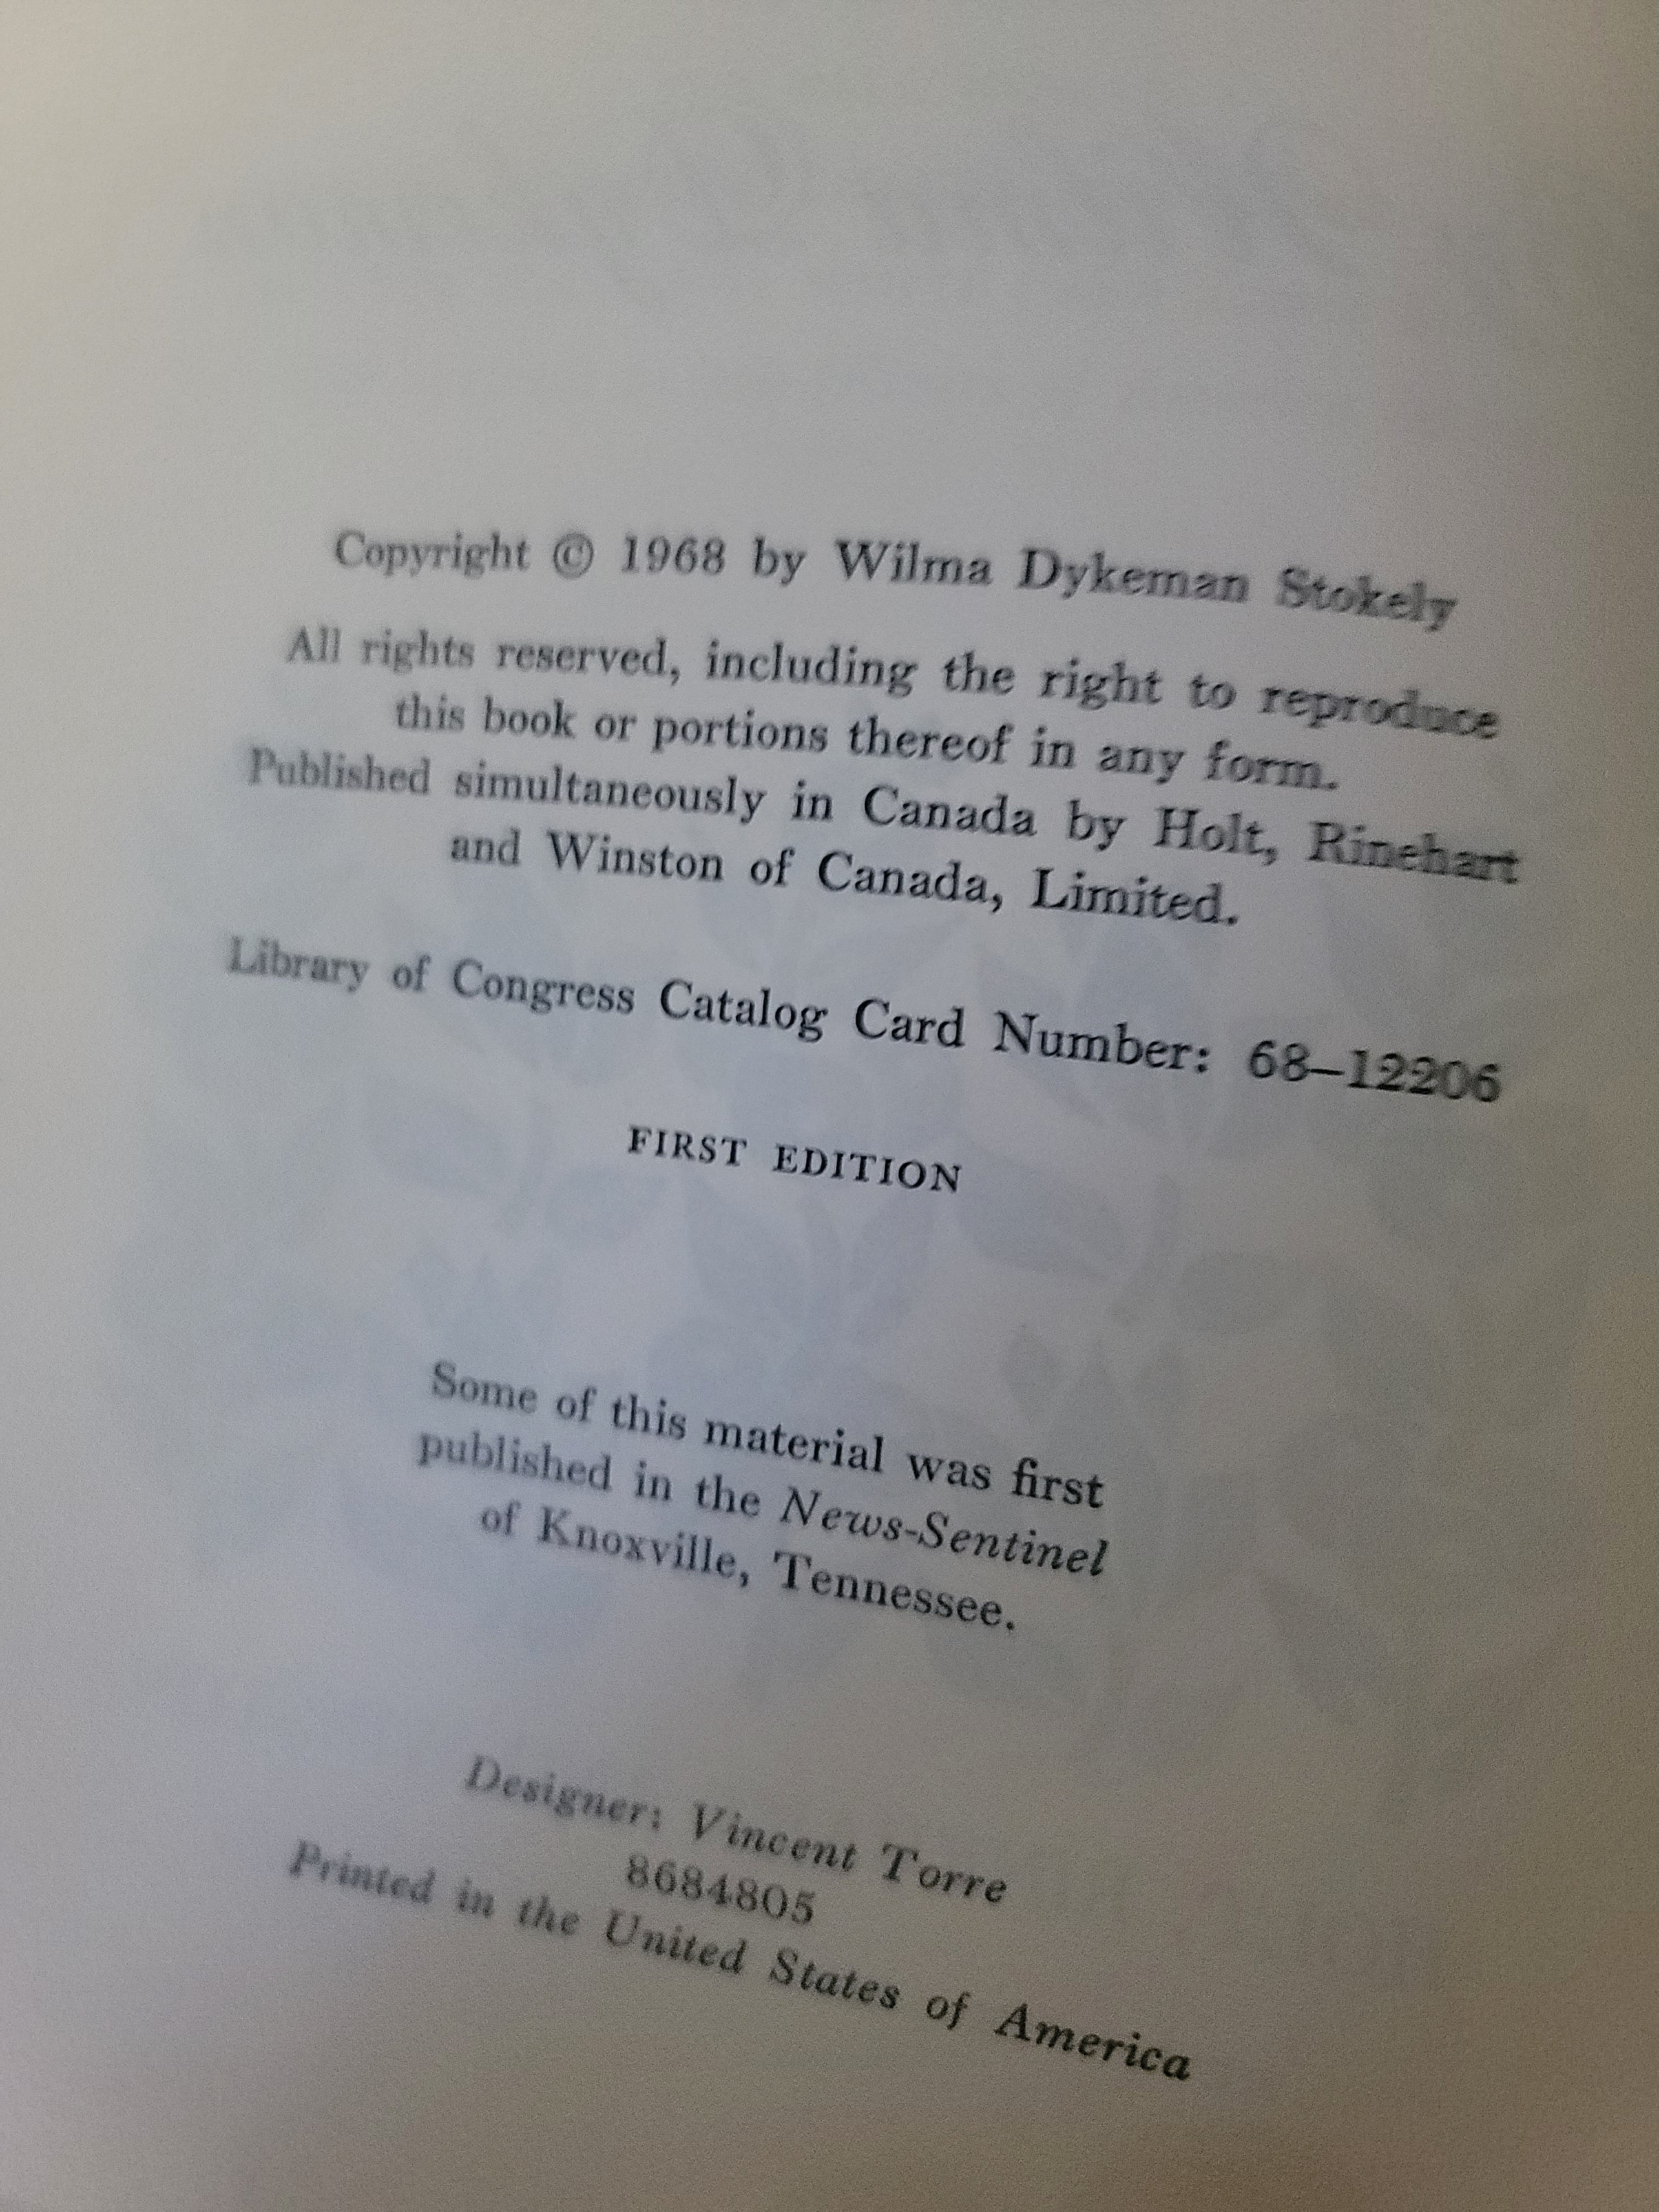 Copyright © 1968 by Wilma Dykeman Stokely
All rights reserved, including the right to reproduce
this book or portions thereof in any form.
Published simultaneously in Canada by Holt, Rinehart
and Winston of Canada, Limited.
Library of Congress Catalog Card Number: 68–12206
FIRST EDITION
Some of this material was first
published in the News-Sentinel
of Knoxville, Tennessee.
Designer: Vincent Torre
8684805
Printed in the United States of America